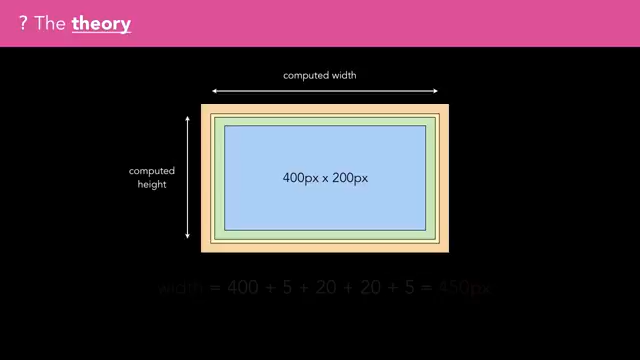 ? The theory
computed width
computed
height
400px x 200px
width = 400 + 5 + 20 + 20 + 5 = 450px